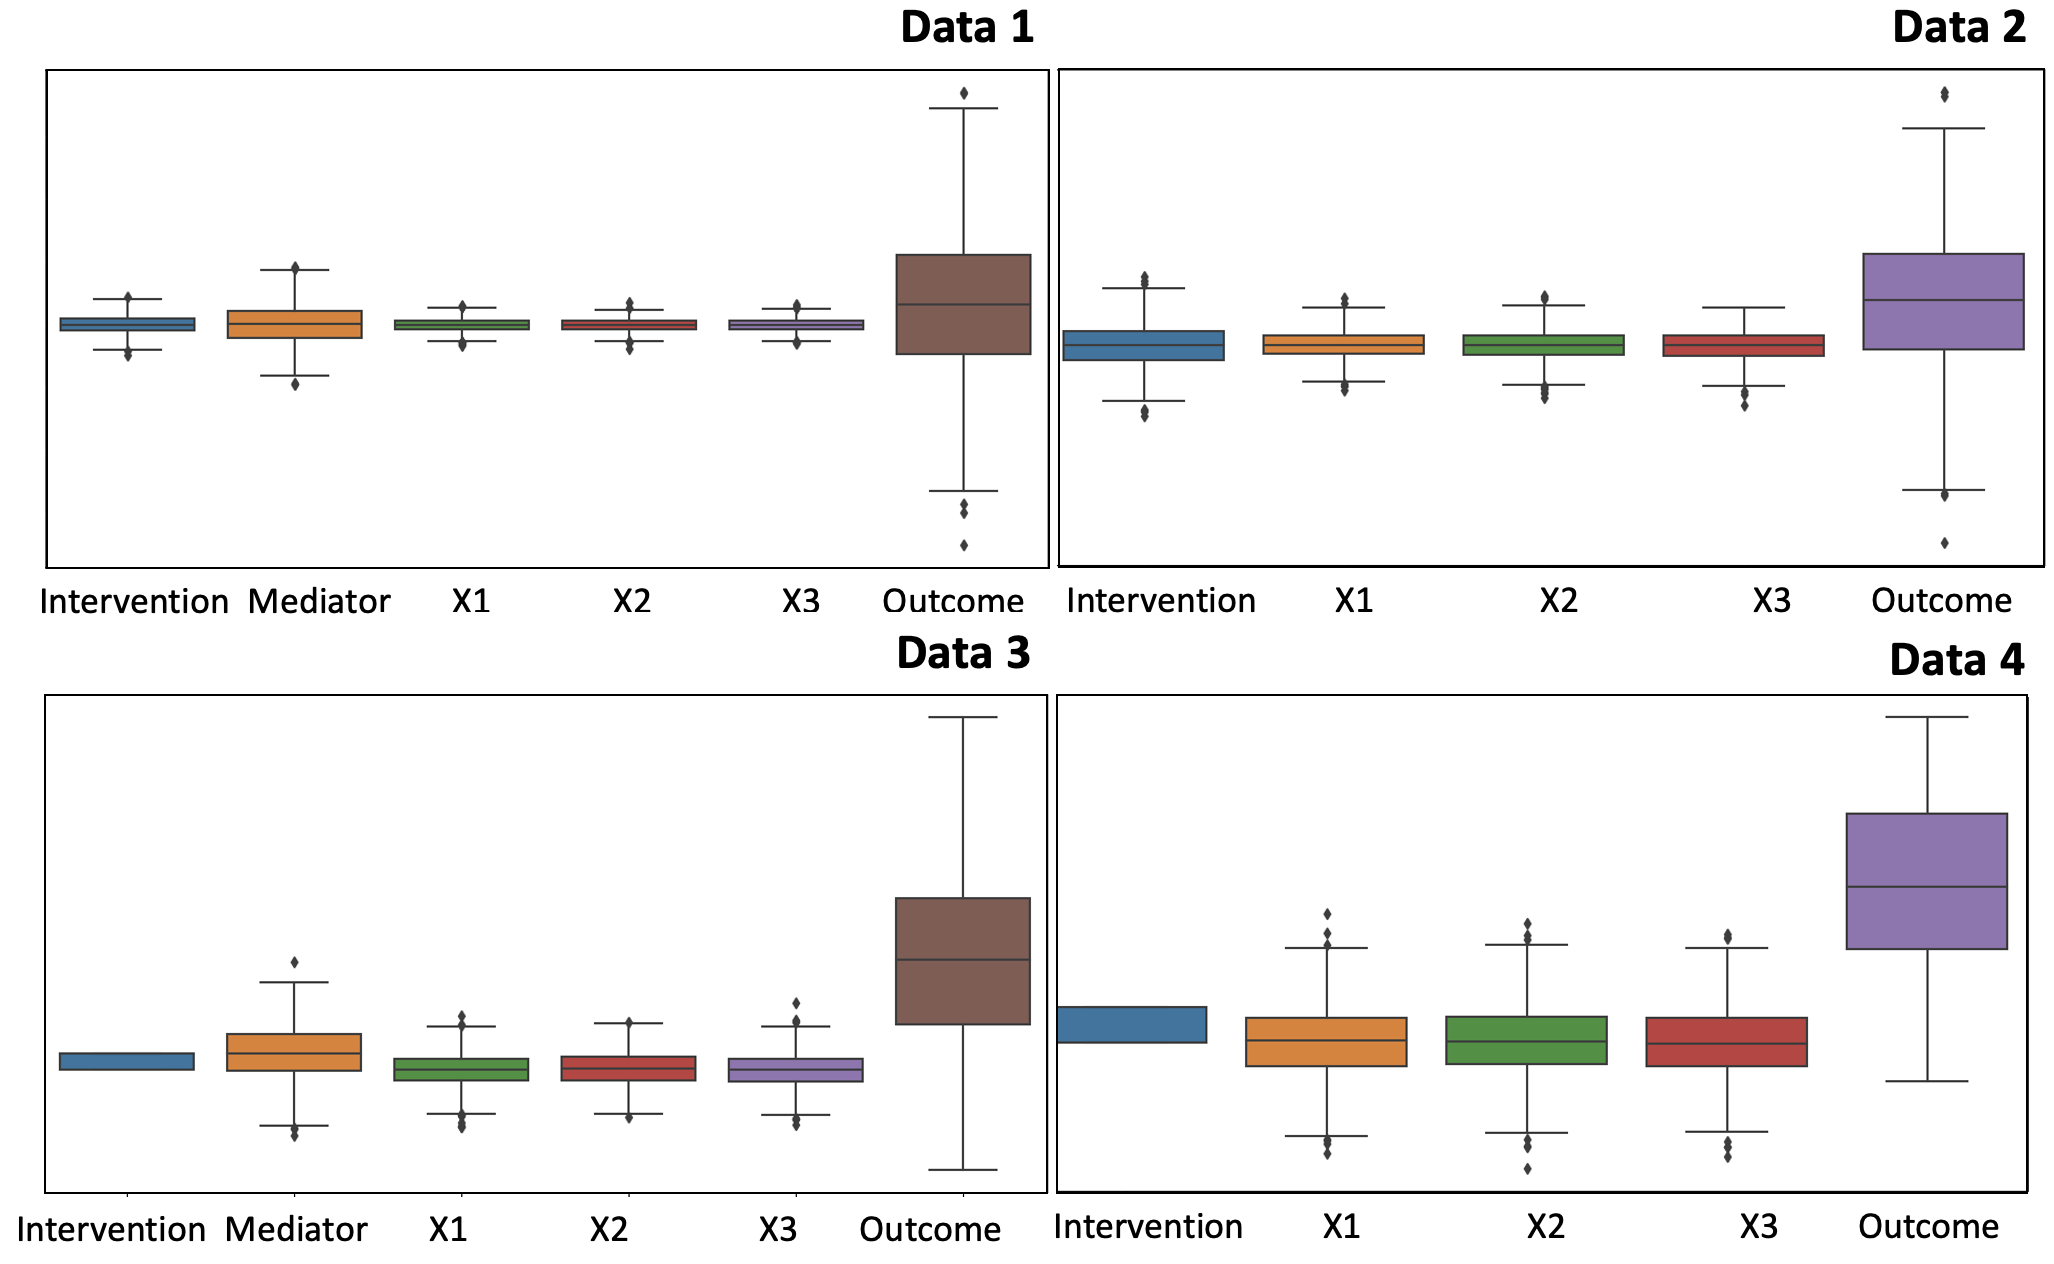 Data 1
Data 2
Intervention Mediator X1 X2 X3 Outcome
Intervention X1 X2 X3 Outcome
Data 3
Data 4
Intervention Mediator X1 X2 X3 Outcome
Intervention X1 X2 X3 Outcome